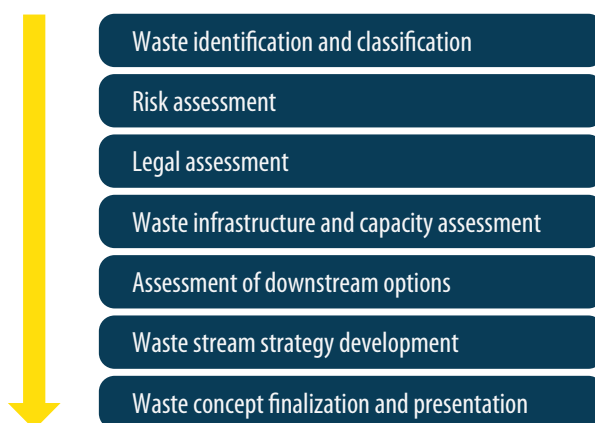 Waste identification and classification
Risk assessment
Legal assessment
Waste infrastructure and capacity assessment
Assessment of downstream options
Waste stream strategy development
Waste concept finalization and presentation